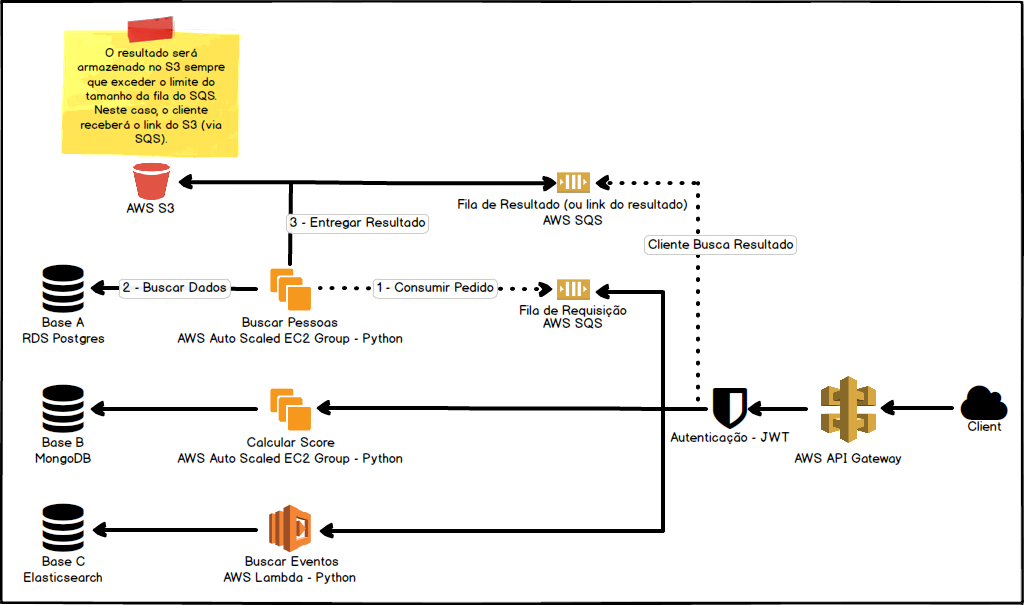 O resultado será
armazenado no S3 sempre
que exceder o limite do
tamanho da fila do SQS.
Neste caso, o cliente
receberá o link do S3 (via
SQS).
AWS S3
Fila de Resultado (ou link do resultado)
AWS SQS
3 - Entregar Resultado
Cliente Busca Resultado
2 - Buscar Dados
1 - Consumir Pedido
Base A
RDS Postgres
Buscar Pessoas
AWS Auto Scaled EC2 Group - Python
Fila de Requisição
AWS SQS
Base B
MongoDB
Calcular Score
AWS Auto Scaled EC2 Group - Python
Autenticação - JWT
AWS API Gateway
Client
Base C
Elasticsearch
Buscar Eventos
AWS Lambda - Python